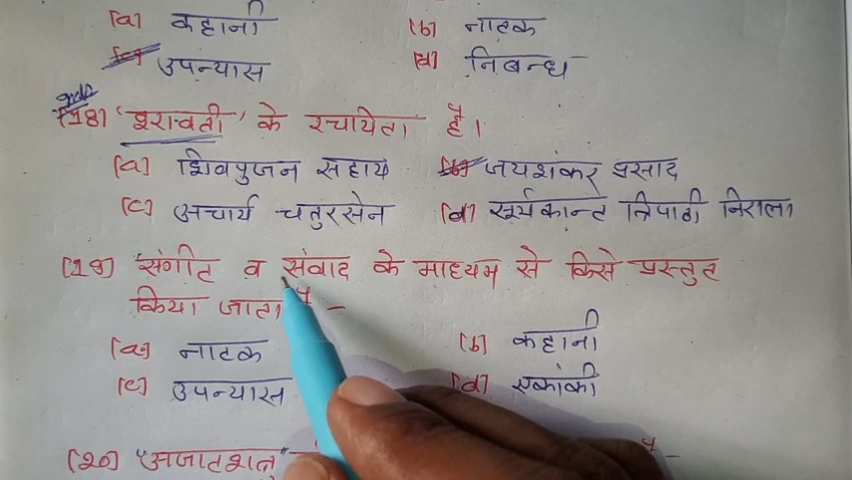 (a) कहानी (b) नाटक
(c) उपन्यास (d) निबन्ध
(18) 'इरावती' के रचयिता है।
(a) शिवपुजन सहाय (b) जयशंकर प्रसाद
(c) अचार्य चतुरसेन (d) सूर्यकान्त त्रिपाठी निराला
(19) संगीत व संवाद के माध्यम से किसे प्रस्तुत
किया जाता –
(a) नाटक (b) कहानी
(c) उपन्यास (d) एकांकी
(20) "अजातशत्रु"